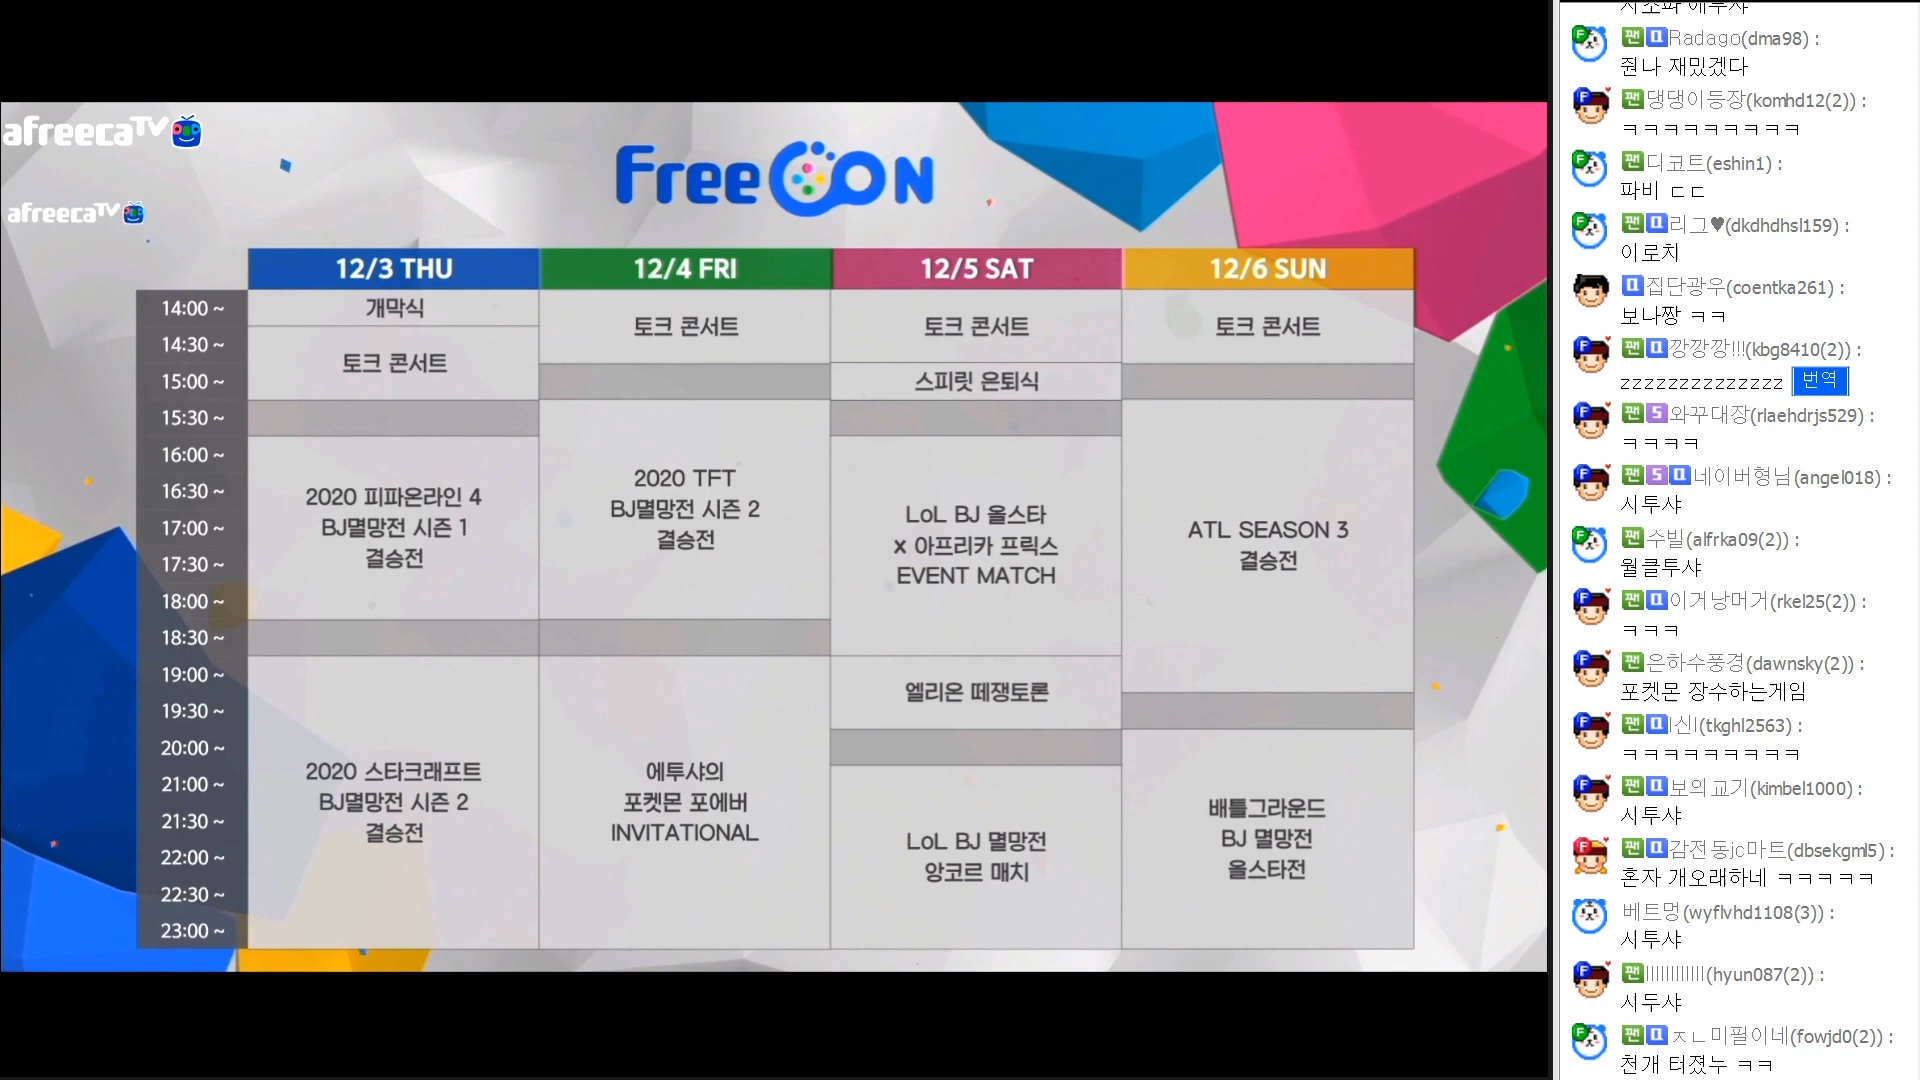 afreecaTV
afreecaTV
FreeCON
12/3 THU
12/4 FRI
12/5 SAT
12/6 SUN
14:00 ~
14:30 ~
15:00 ~
15:30 ~
16:00 ~
16:30 ~
17:00 ~
17:30 ~
18:00 ~
18:30 ~
19:00 ~
19:30 ~
20:00 ~
21:00 ~
21:30 ~
22:00 ~
22:30 ~
23:00 ~
개막식
토크 콘서트
2020 피파온라인 4
BJ멸망전 시즌 1
결승전
2020 스타크래프트
BJ멸망전 시즌 2
결승전
토크 콘서트
2020 TFT
BJ멸망전 시즌 2
결승전
에투샤의
포켓몬 포에버
INVITATIONAL
토크 콘서트
스피릿 은퇴식
LoL BJ 올스타
x 아프리카 프릭스
EVENT MATCH
엘리온 떼쟁토론
LoL BJ 멸망전
앙코르 매치
토크 콘서트
ATL SEASON 3
결승전
배틀그라운드
BJ 멸망전
올스타전
팬 Radago(dma98) :
줜나 재밌겠다
팬 댕댕이등장(komhd12(2)) :
ㅋㅋㅋㅋㅋㅋㅋㅋㅋ
팬 디코트(eshin1) :
파비 ㄷㄷ
팬 리그♥(dkdhdhsl159) :
이로치
집단광우(coentka261) :
보나짱 ㅋㅋ
팬 깡깡깡!!!(kbg8410(2)) :
zzzzzzzzzzzzzz 번역
팬 S 와꾸대장(rlaehdrjs529) :
ㅋㅋㅋㅋ
팬 S 네이버형님(angel018) :
시투샤
팬 수빌(alfrka09(2)) :
월클투샤
팬 이거낭머거(rkel25(2)) :
ㅋㅋㅋ
팬 은하수풍경(dawnsky(2)) :
포켓몬 장수하는게임
팬 l신l(tkghl2563) :
ㅋㅋㅋㅋㅋㅋㅋㅋㅋ
팬 보의교기(kimbel1000) :
시투샤
팬 감전동jc마트(dbsekgml5) :
혼자 개오래하네 ㅋㅋㅋㅋㅋ
베트멍(wyflvhd1108(3)) :
시투샤
팬 llllllllllll(hyun087(2)) :
시두샤
팬 ㅈㄴ미필이네(fowjd0(2)) :
천개 터졌누 ㅋㅋ